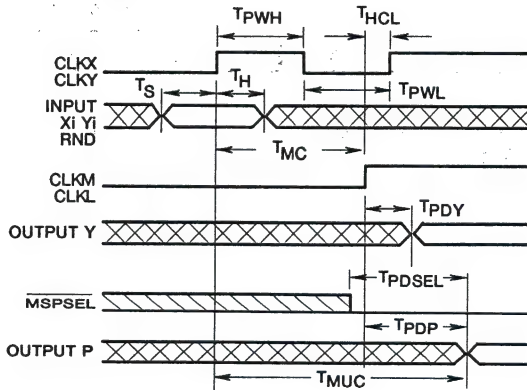 TPWH
THCL
CLKX
CLKY
TS
TH
TPWL
INPUT
Xi Yi
RND
TMC
CLKM
CLKL
TPDY
OUTPUT Y
TPDSEL
MSPSEL
TPDP
OUTPUT P
TMUC